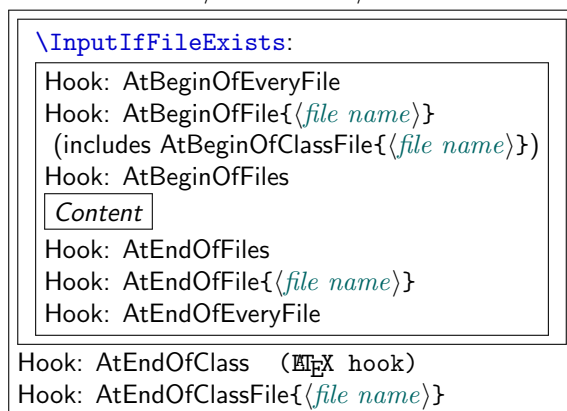 \InputIfFileExists:
Hook: AtBeginOfEveryFile
Hook: AtBeginOfFile{⟨file name⟩}
(includes AtBeginOfClassFile{⟨file name⟩})
Hook: AtBeginOfFiles
Content
Hook: AtEndOfFiles
Hook: AtEndOfFile{⟨file name⟩}
Hook: AtEndOfEveryFile
Hook: AtEndOfClass (LATEX hook)
Hook: AtEndOfClassFile{⟨file name⟩}